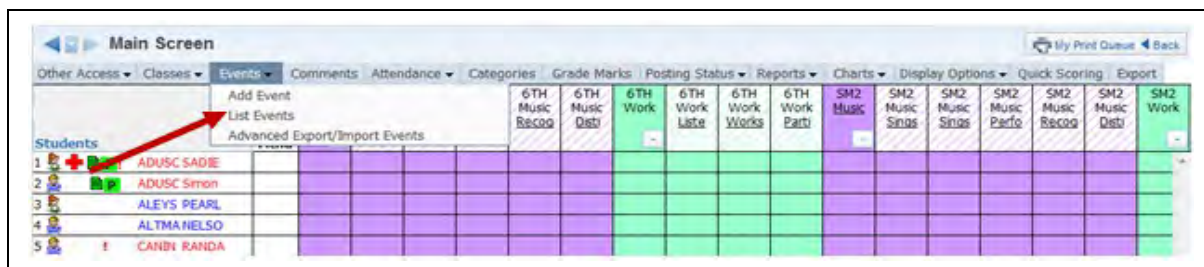 Main Screen
My Print Queue Back
Other Access Classes Events Comments Attendance Categories Grade Marks Posting Status Reports Charts Display Options Quick Scoring Export
Add Event
List Events
Advanced Export/Import Events
6TH Music Recog
6TH Music Disti
6TH Work
6TH Work Liste
6TH Work Works
6TH Work Parti
SM2 Music
SM2 Music Sings
SM2 Music Sings
SM2 Music Perfo
SM2 Music Recog
SM2 Music Disti
SM2 Work
Students
1 P ! ADUSC SADIE
2 P ADUSC Simon
3 ALEYS PEARL
4 ALTMA NELSO
5 ! CANIN RANDA